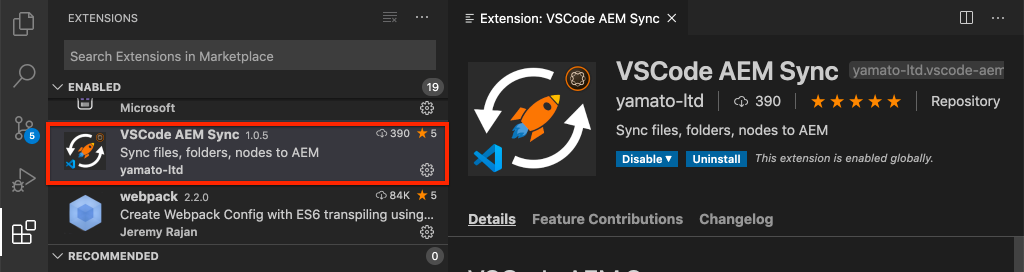 EXTENSIONS
Search Extensions in Marketplace
ENABLED 19
Microsoft
VSCode AEM Sync 1.0.5 390 5
Sync files, folders, nodes to AEM
yamato-ltd
webpack 2.2.0 84K 5
Create Webpack Config with ES6 transpiling using...
Jeremy Rajan
RECOMMENDED 0
5
Extension: VSCode AEM Sync
VSCode AEM Sync yamato-ltd.vscode-aem
yamato-ltd 390 Repository
Sync files, folders, nodes to AEM
Disable Uninstall This extension is enabled globally.
Details Feature Contributions Changelog
VSCode AEM Sync